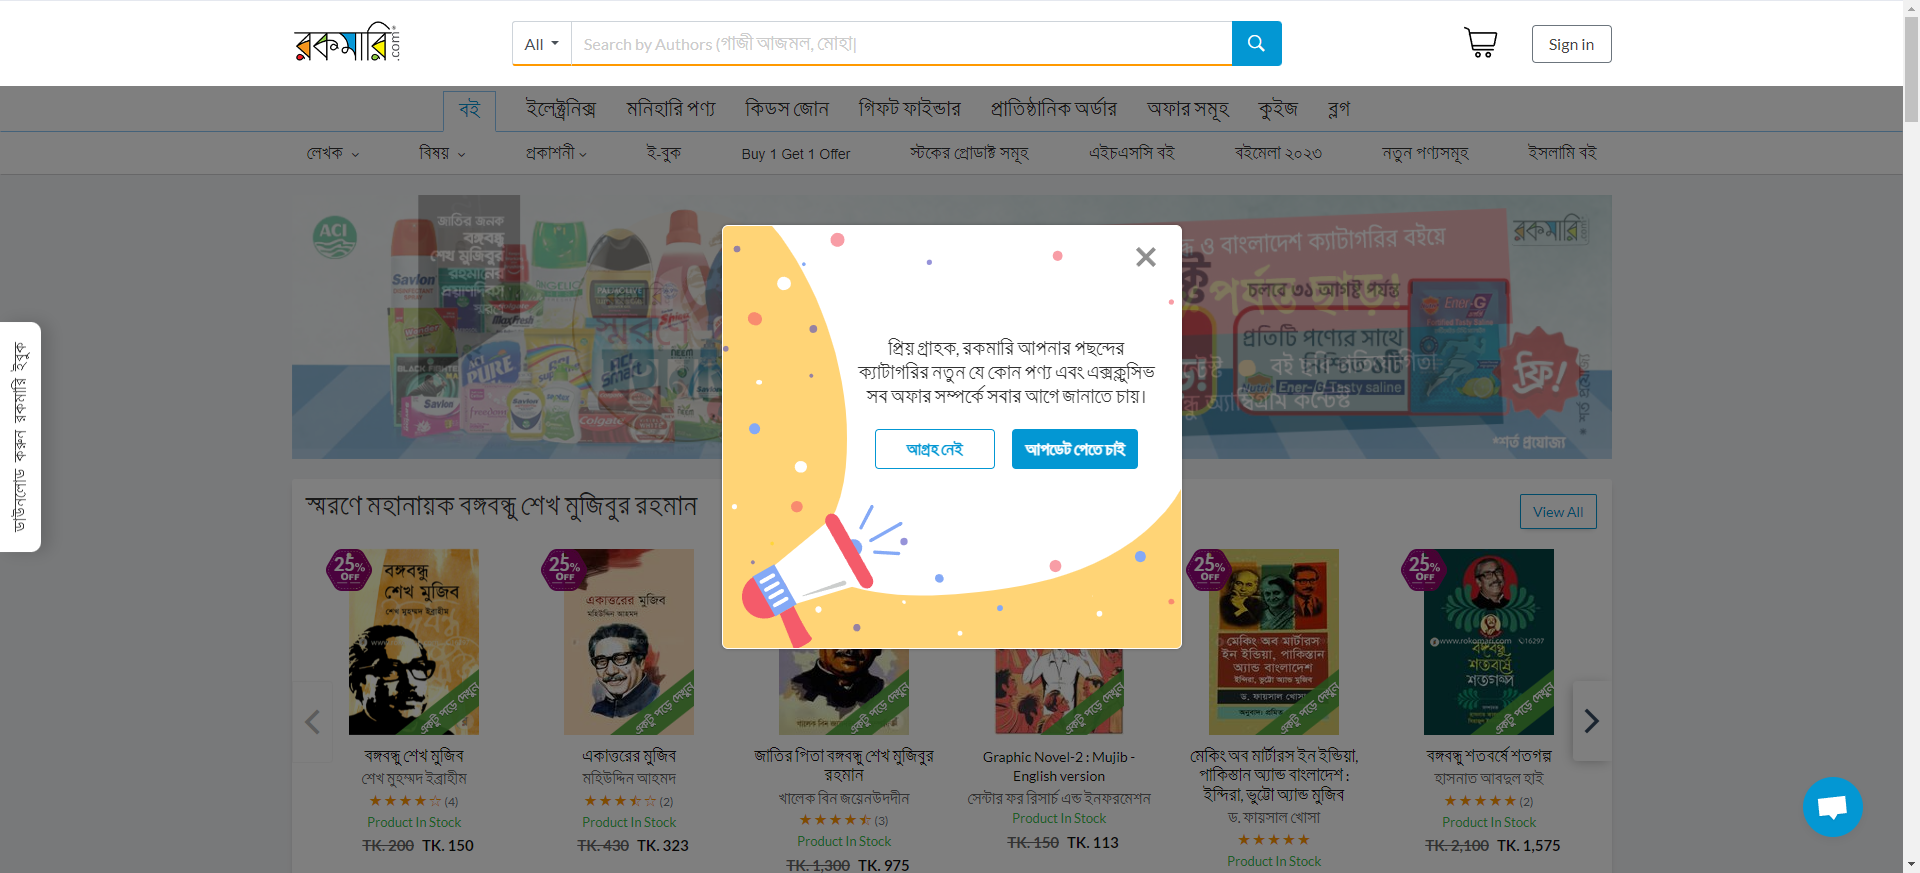 রকমারি.com
All
Search by Authors (গাজী আজমল, মোহা|
Sign in
বই
ইলেক্ট্রনিক্স
মনিহারি পণ্য
কিডস জোন
গিফট ফাইন্ডার
প্রাতিষ্ঠানিক অর্ডার
অফার সমূহ
কুইজ
ব্লগ
লেখক
বিষয়
প্রকাশনী
ই-বুক
Buy 1 Get 1 Offer
স্টকের প্রোডাক্ট সমূহ
এইচএসসি বই
বইমেলা ২০২৩
নতুন পণ্যসমূহ
ইসলামি বই
ACI
জাতির জনক
বঙ্গবন্ধু
শেখ মুজিবুর
রহমানের
Savlon
চলবে ৩১ আগষ্ট পর্যন্ত
প্রতিটি পণ্যের সাথে
ফ্রি!
*শর্ত প্রযোজ্য
রকমারি
ডাউনলোড করুন রকমারি ইবুক
প্রিয় গ্রাহক, রকমারি আপনার পছন্দের
ক্যাটাগরির নতুন যে কোন পণ্য এবং এক্সক্লুসিভ
সব অফার সম্পর্কে সবার আগে জানাতে চায়।
আগ্রহ নেই
আপডেট পেতে চাই
স্মরণে মহানায়ক বঙ্গবন্ধু শেখ মুজিবুর রহমান
View All
25% OFF
বঙ্গবন্ধু
শেখ মুজিব
শেখ মুহম্মদ ইব্রাহীম
একটু পড়ে দেখুন
বঙ্গবন্ধু শেখ মুজিব
শেখ মুহম্মদ ইব্রাহীম
(4)
Product In Stock
TK. 200 TK. 150
25% OFF
একাত্তরের মুজিব
মহিউদ্দিন আহমদ
একটু পড়ে দেখুন
একাত্তরের মুজিব
মহিউদ্দিন আহমদ
(2)
Product In Stock
TK. 430 TK. 323
একটু পড়ে দেখুন
জাতির পিতা বঙ্গবন্ধু শেখ মুজিবুর
রহমান
খালেক বিন জয়েনউদদীন
(3)
Product In Stock
TK. 1,300 TK. 975
একটু পড়ে দেখুন
Graphic Novel-2 : Mujib -
English version
সেন্টার ফর রিসার্চ এন্ড ইনফরমেশন
Product In Stock
TK. 150 TK. 113
25% OFF
মেকিং অব মার্টারস
ইন ইন্ডিয়া, পাকিস্তান
অ্যান্ড বাংলাদেশ
ইন্দিরা, ভুট্টো অ্যান্ড মুজিব
ড. ফায়সাল খোসা
একটু পড়ে দেখুন
মেকিং অব মার্টারস ইন ইন্ডিয়া,
পাকিস্তান অ্যান্ড বাংলাদেশ :
ইন্দিরা, ভুট্টো অ্যান্ড মুজিব
ড. ফায়সাল খোসা
Product In Stock
25% OFF
www.rokomari.com 16297
বঙ্গবন্ধু
শতবর্ষে
শতগল্প
একটু পড়ে দেখুন
বঙ্গবন্ধু শতবর্ষে শতগল্প
হাসনাত আবদুল হাই
(2)
Product In Stock
TK. 2,100 TK. 1,575